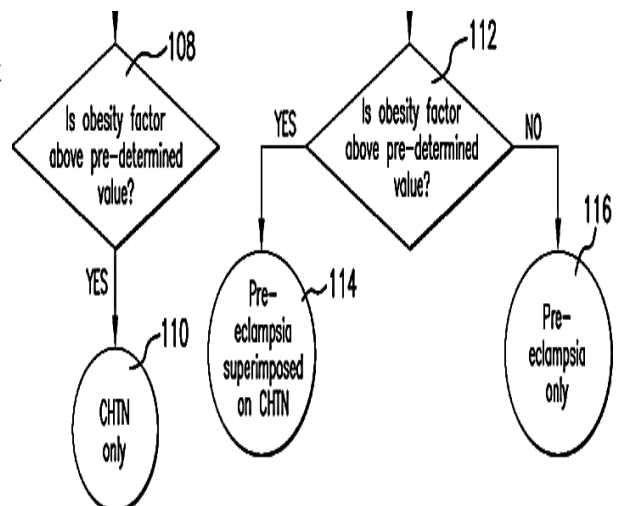 108
Is obesity factor
above pre-determined
value?
YES
110
CHTN
only
112
Is obesity factor
above pre-determined
value?
YES
NO
114
Pre-
eclampsia
superimposed
on CHTN
116
Pre-
eclampsia
only